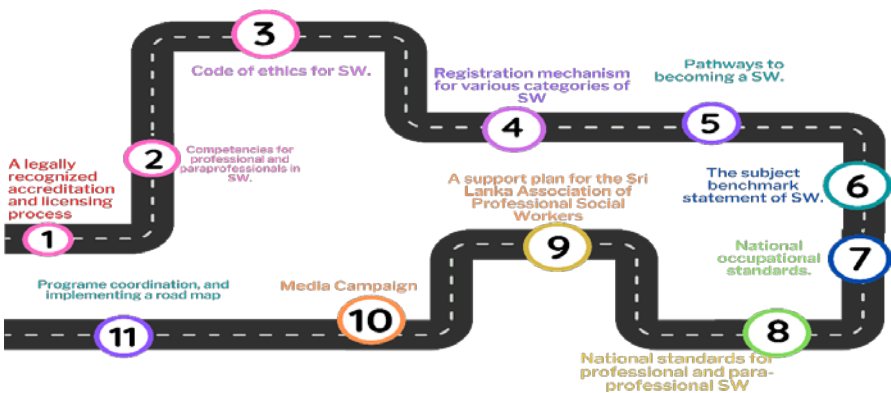 A legally
recognized
accreditation
and licensing
process
1
2
Competencies for
professional and
paraprofessionals in
SW.
3
Code of ethics for SW.
Registration mechanism
for various categories of
SW
4
Pathways to
becoming a SW.
5
The subject
benchmark
statement of SW.
6
National
occupational
standards.
7
8
National standards for
professional and para-
professional SW
A support plan for the Sri
Lanka Association of
Professional Social
Workers
9
Media Campaign
10
Programe coordination, and
implementing a road map
11